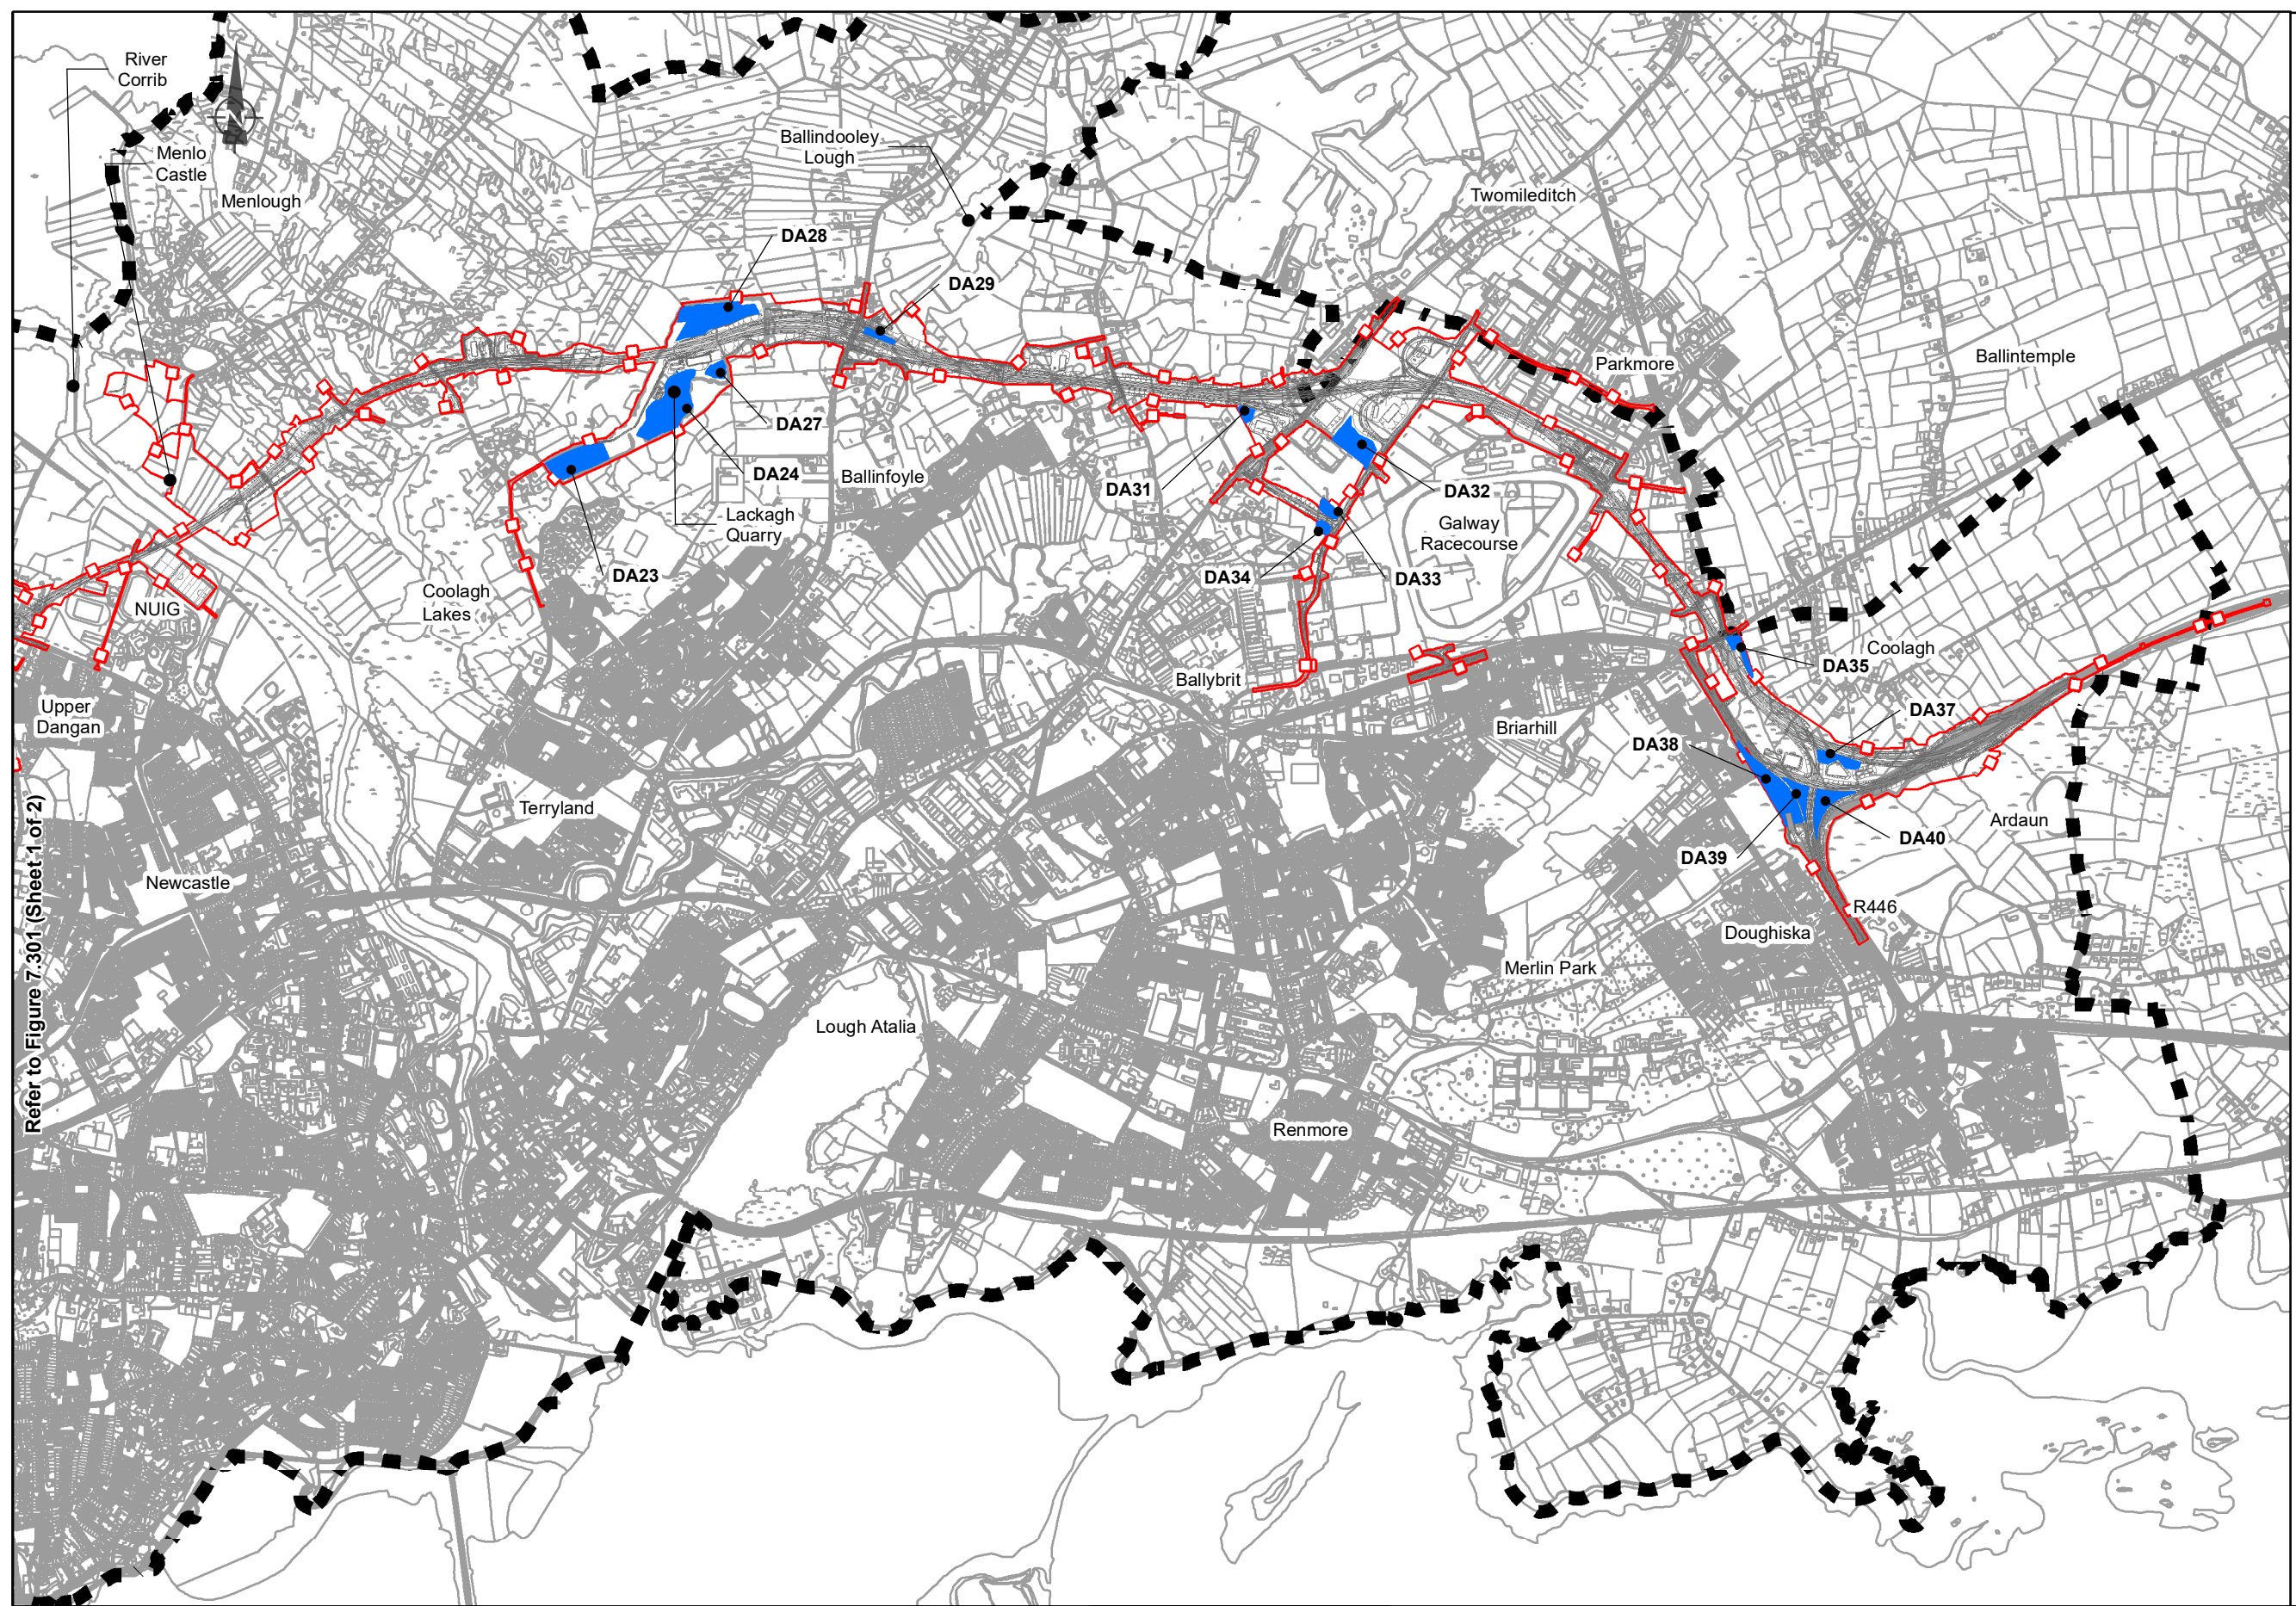 River
Corrib
N
Menlo
Castle
Menlough
Ballindooley
Lough
Twomileditch
DA28
DA29
Parkmore
Ballintemple
DA27
DA24
Ballinfoyle
DA31
DA32
Lackagh
Quarry
Galway
Racecourse
DA23
DA34
DA33
Coolagh
Lakes
NUIG
Coolagh
DA35
Ballybrit
Upper
Dangan
DA37
Briarhill
DA38
Terryland
Ardaun
DA40
DA39
Newcastle
R446
Doughiska
Merlin Park
Lough Atalia
Renmore
Refer to Figure 7.301 (Sheet 1 of 2)